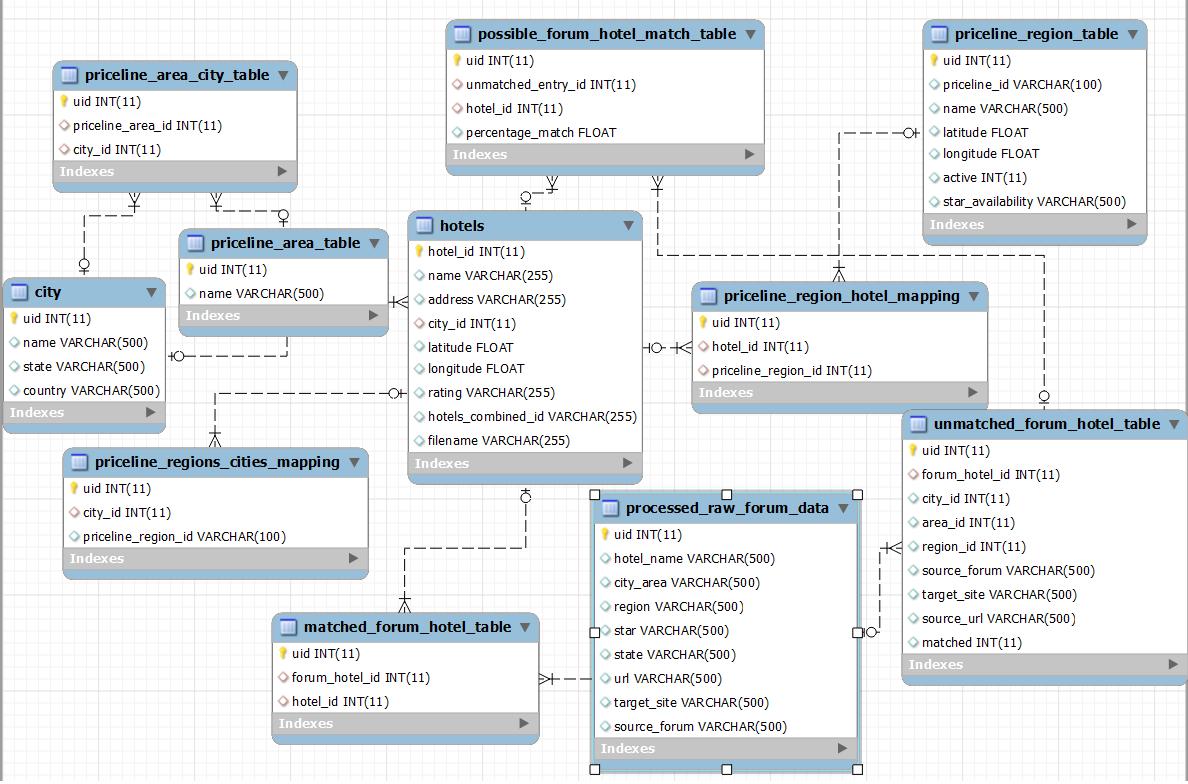 possible_forum_hotel_match_table
uid INT(11)
unmatched_entry_id INT(11)
hotel_id INT(11)
percentage_match FLOAT
Indexes
priceline_region_table
uid INT(11)
priceline_id VARCHAR(100)
name VARCHAR(500)
latitude FLOAT
longitude FLOAT
active INT(11)
star_availability VARCHAR(500)
Indexes
priceline_area_city_table
uid INT(11)
priceline_area_id INT(11)
city_id INT(11)
Indexes
hotels
hotel_id INT(11)
name VARCHAR(255)
address VARCHAR(255)
city_id INT(11)
latitude FLOAT
longitude FLOAT
rating VARCHAR(255)
hotels_combined_id VARCHAR(255)
filename VARCHAR(255)
Indexes
priceline_area_table
uid INT(11)
name VARCHAR(500)
Indexes
city
uid INT(11)
name VARCHAR(500)
state VARCHAR(500)
country VARCHAR(500)
Indexes
priceline_region_hotel_mapping
uid INT(11)
hotel_id INT(11)
priceline_region_id INT(11)
Indexes
unmatched_forum_hotel_table
uid INT(11)
forum_hotel_id INT(11)
city_id INT(11)
area_id INT(11)
region_id INT(11)
source_forum VARCHAR(500)
target_site VARCHAR(500)
source_url VARCHAR(500)
matched INT(11)
Indexes
priceline_regions_cities_mapping
uid INT(11)
city_id INT(11)
priceline_region_id VARCHAR(100)
Indexes
processed_raw_forum_data
uid INT(11)
hotel_name VARCHAR(500)
city_area VARCHAR(500)
region VARCHAR(500)
star VARCHAR(500)
state VARCHAR(500)
url VARCHAR(500)
target_site VARCHAR(500)
source_forum VARCHAR(500)
Indexes
matched_forum_hotel_table
uid INT(11)
forum_hotel_id INT(11)
hotel_id INT(11)
Indexes